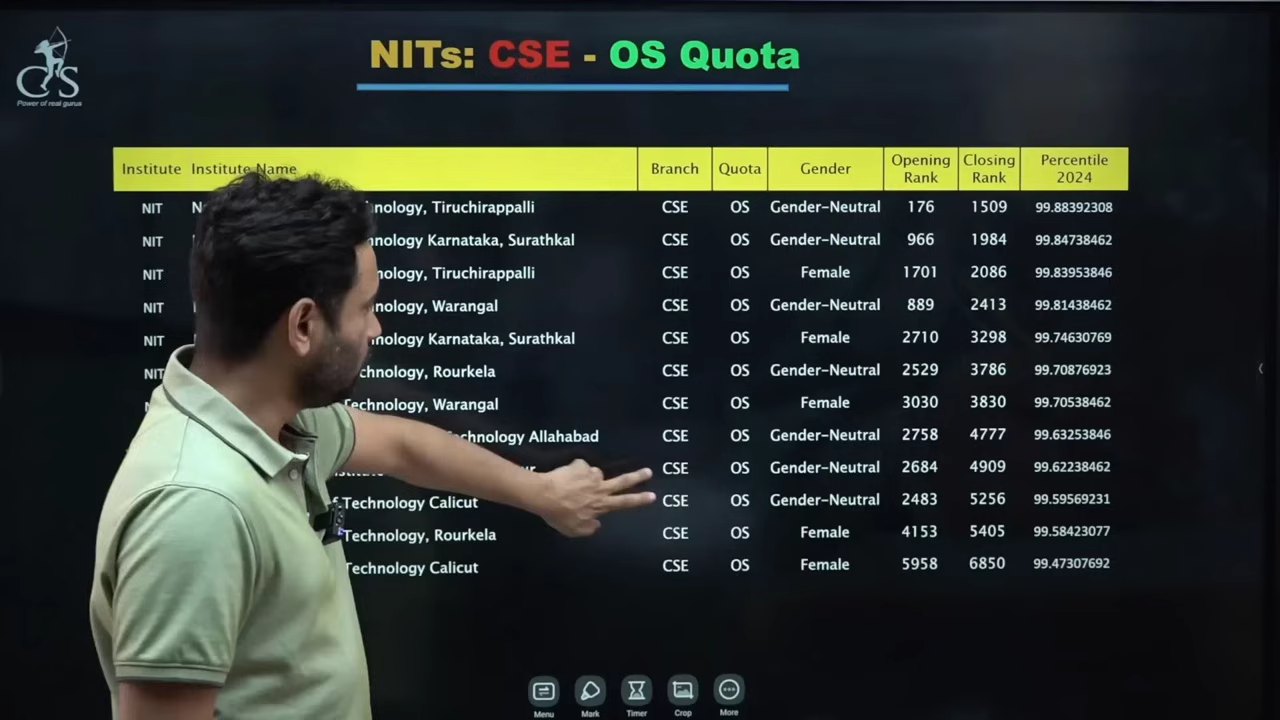 NITs: CSE - OS Quota
CS
Power of real gurus
Institute Institute Name Branch Quota Gender Opening Rank Closing Rank Percentile 2024
NIT Tiruchirappalli CSE OS Gender-Neutral 176 1509 99.88392308
NIT Karnataka, Surathkal CSE OS Gender-Neutral 966 1984 99.84738462
NIT Tiruchirappalli CSE OS Female 1701 2086 99.83953846
NIT Warangal CSE OS Gender-Neutral 889 2413 99.81438462
NIT Karnataka, Surathkal CSE OS Female 2710 3298 99.74630769
NIT Rourkela CSE OS Gender-Neutral 2529 3786 99.70876923
Technology, Warangal CSE OS Female 3030 3830 99.70538462
Allahabad CSE OS Gender-Neutral 2758 4777 99.63253846
CSE OS Gender-Neutral 2684 4909 99.62238462
Technology Calicut CSE OS Gender-Neutral 2483 5256 99.59569231
Technology, Rourkela CSE OS Female 4153 5405 99.58423077
Technology Calicut CSE OS Female 5958 6850 99.47307692
Menu Mark Timer Crop More